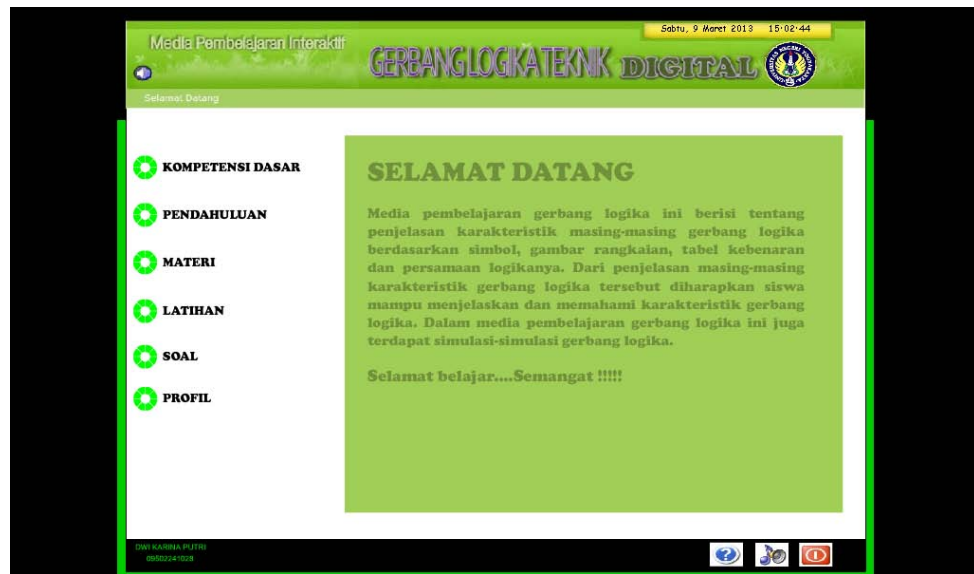 Sabtu, 9 Maret 2013 15:02:44
Media Pembelajaran Interaktif
GERBANG LOGIKA TEKNIK DIGITAL
Selamat Datang
KOMPETENSI DASAR
PENDAHULUAN
MATERI
LATIHAN
SOAL
PROFIL
SELAMAT DATANG
Media pembelajaran gerbang logika ini berisi tentang
penjelasan karakteristik masing-masing gerbang logika
berdasarkan simbol, gambar rangkaian, tabel kebenaran
dan persamaan logikanya. Dari penjelasan masing-masing
karakteristik gerbang logika tersebut diharapkan siswa
mampu menjelaskan dan memahami karakteristik gerbang
logika. Dalam media pembelajaran gerbang logika ini juga
terdapat simulasi-simulasi gerbang logika.
Selamat belajar....Semangat !!!!!
DWI KARINA PUTRI
09502241028